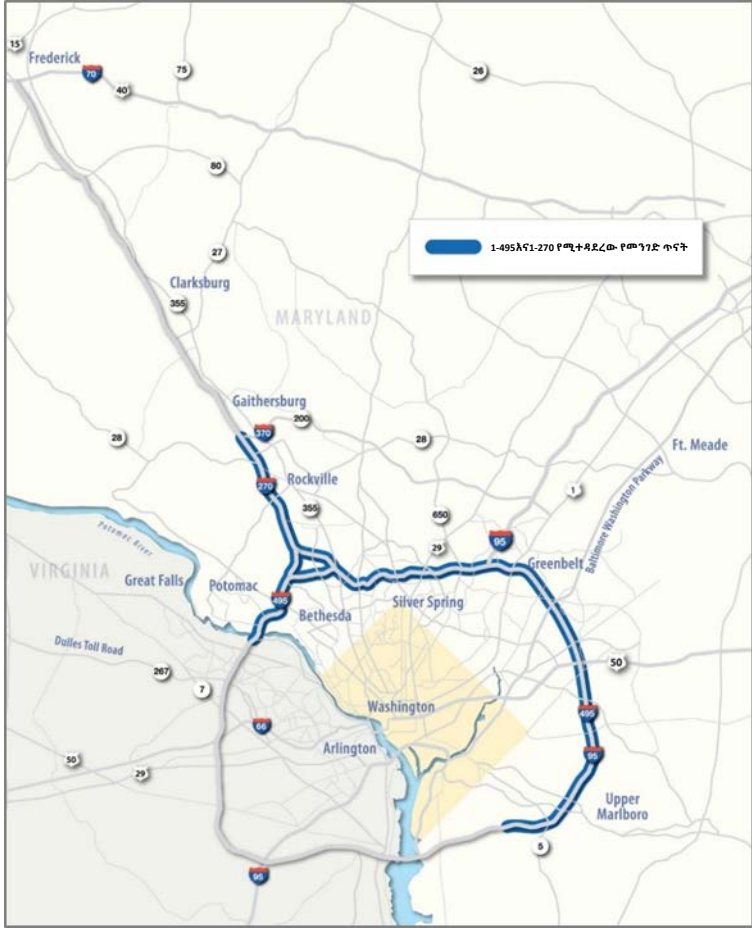 15
Frederick
70
40
75
26
80
27
Clarksburg
355
1-495እና1-270 የሚተዳደረው የመንገድ ጥናት
MARYLAND
Gaithersburg
370
200
28
28
270
Rockville
355
650
29
95
1
Ft. Meade
Baltimore Washington Parkway
Greenbelt
Potomac River
VIRGINIA
Great Falls
Potomac
495
Bethesda
Silver Spring
Dulles Toll Road
267
7
50
Washington
66
Arlington
495
95
50
29
Upper
Marlboro
5
95